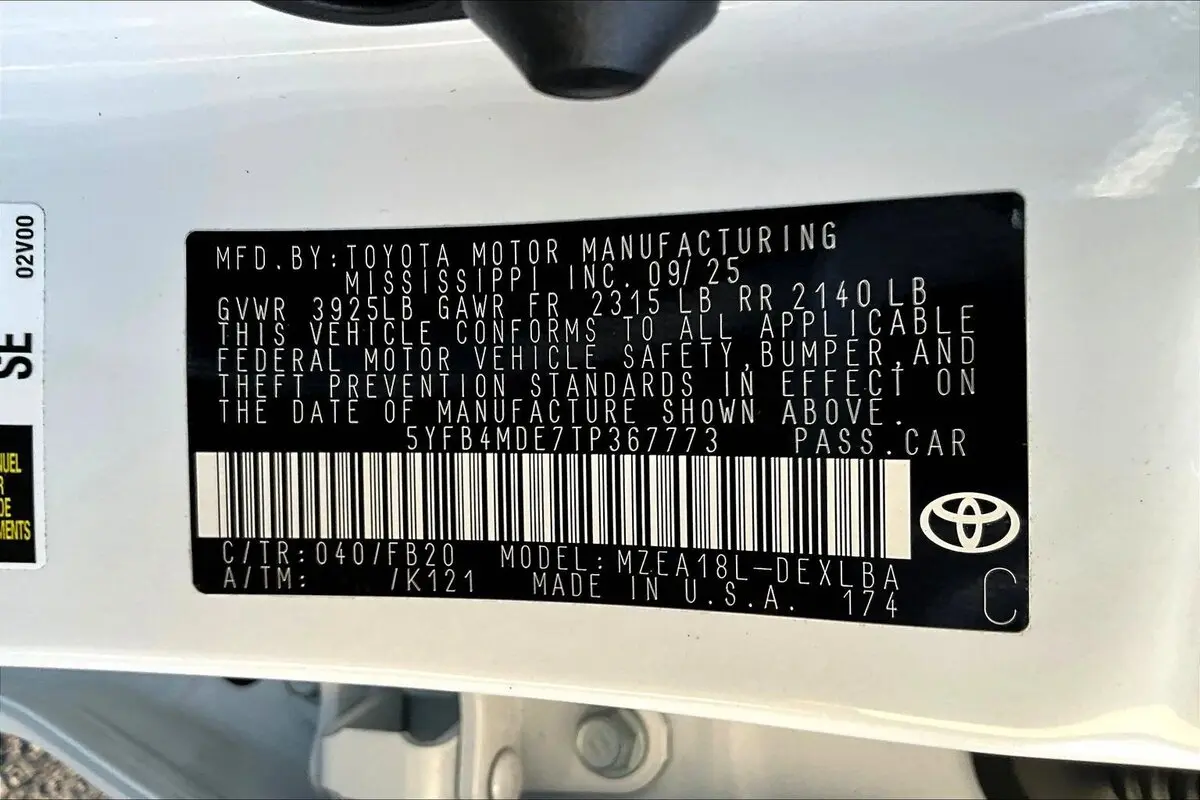 MFD.BY:TOYOTA MOTOR MANUFACTURING
MISSISSIPPI INC. 09/25
GVWR 3925LB GAWR FR 2315 LB RR 2140 LB
THIS VEHICLE CONFORMS TO ALL APPLICABLE
FEDERAL MOTOR VEHICLE SAFETY,BUMPER,AND
THEFT PREVENTION STANDARDS IN EFFECT ON
THE DATE OF MANUFACTURE SHOWN ABOVE.
5YFB4MDE7TP367773 PASS.CAR
C/TR: 040/FB20 MODEL: MZEA18L-DEXLBA
A/TM: /K121 MADE IN U.S.A. 174
C
SE 02V00